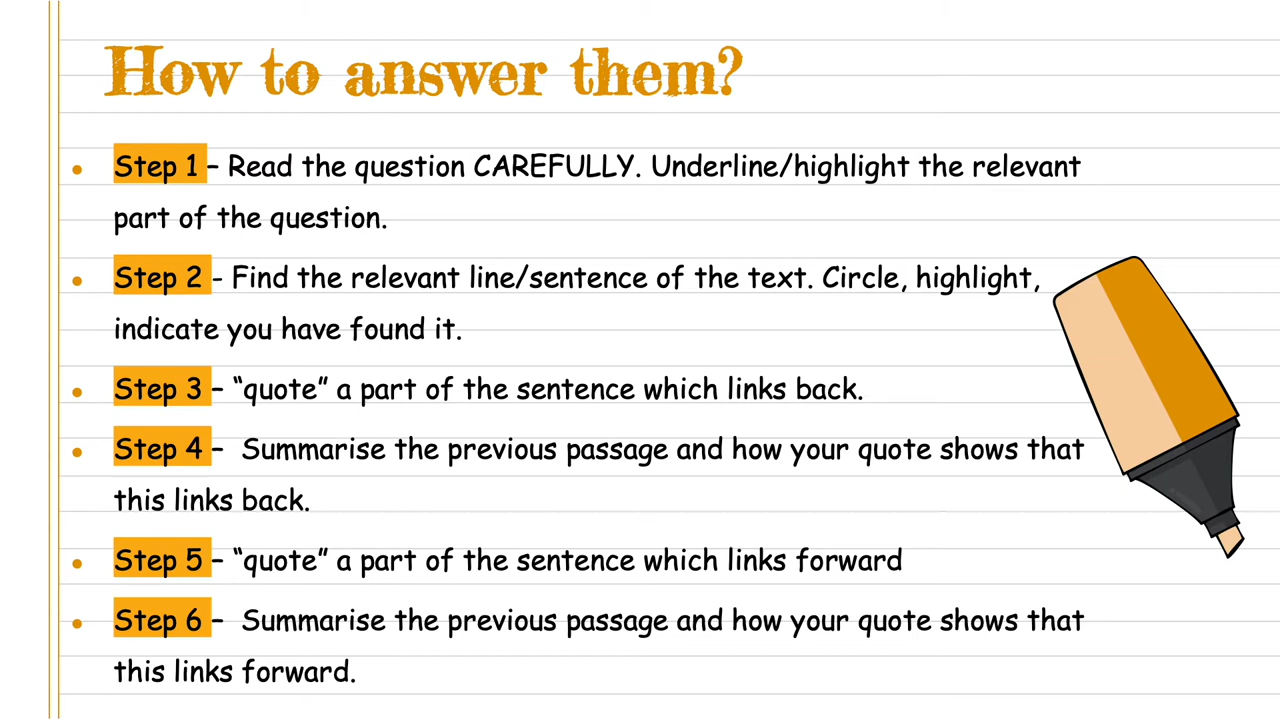 How to answer them?
• Step 1 – Read the question CAREFULLY. Underline/highlight the relevant
part of the question.
• Step 2 - Find the relevant line/sentence of the text. Circle, highlight,
indicate you have found it.
• Step 3 – “quote” a part of the sentence which links back.
• Step 4 – Summarise the previous passage and how your quote shows that
this links back.
• Step 5 – “quote” a part of the sentence which links forward
• Step 6 – Summarise the previous passage and how your quote shows that
this links forward.